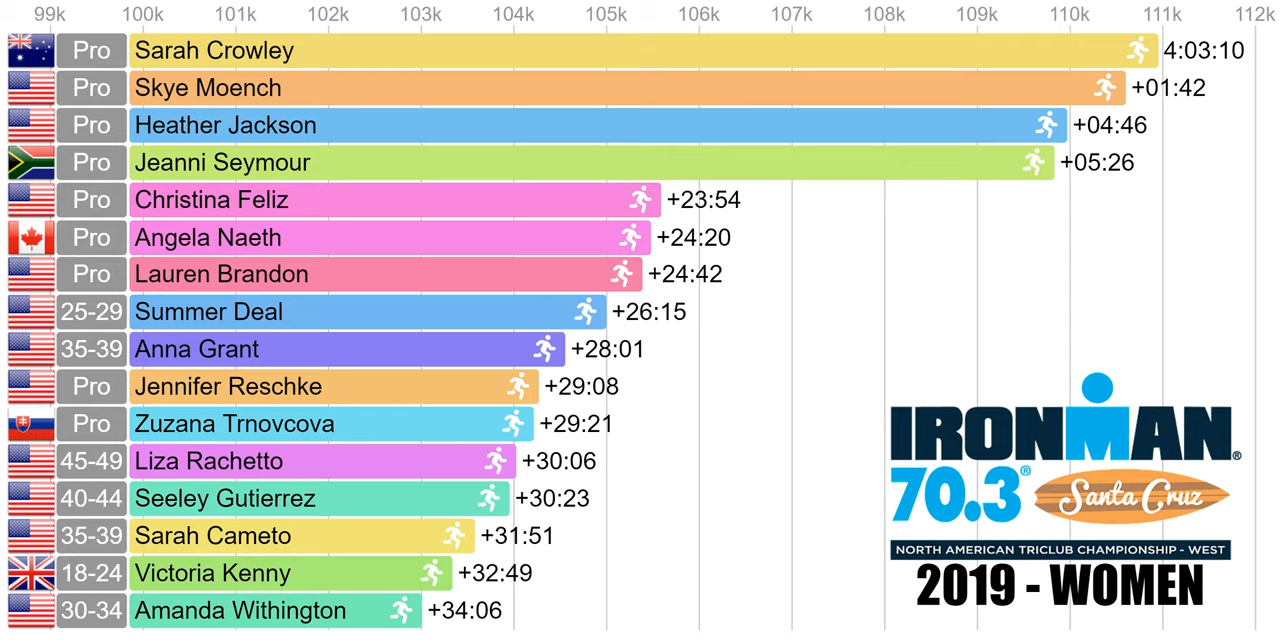 99k 100k 101k 102k 103k 104k 105k 106k 107k 108k 109k 110k 111k 112k
Pro Sarah Crowley 4:03:10
Pro Skye Moench +01:42
Pro Heather Jackson +04:46
Pro Jeanni Seymour +05:26
Pro Christina Feliz +23:54
Pro Angela Naeth +24:20
Pro Lauren Brandon +24:42
25-29 Summer Deal +26:15
35-39 Anna Grant +28:01
Pro Jennifer Reschke +29:08
Pro Zuzana Trnovcova +29:21
45-49 Liza Rachetto +30:06
40-44 Seeley Gutierrez +30:23
35-39 Sarah Cameto +31:51
18-24 Victoria Kenny +32:49
30-34 Amanda Withington +34:06
IRONMAN®
70.3® Santa Cruz
NORTH AMERICAN TRICLUB CHAMPIONSHIP - WEST
2019 - WOMEN